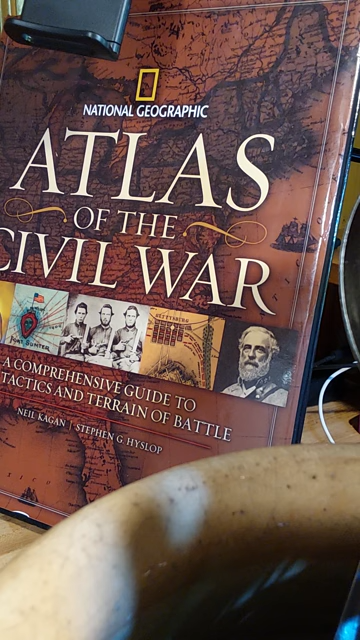 NATIONAL GEOGRAPHIC
ATLAS
OF THE
CIVIL WAR
FORT SUMTER
GETTYSBURG
A COMPREHENSIVE GUIDE TO
TACTICS AND TERRAIN OF BATTLE
NEIL KAGAN | STEPHEN G. HYSLOP